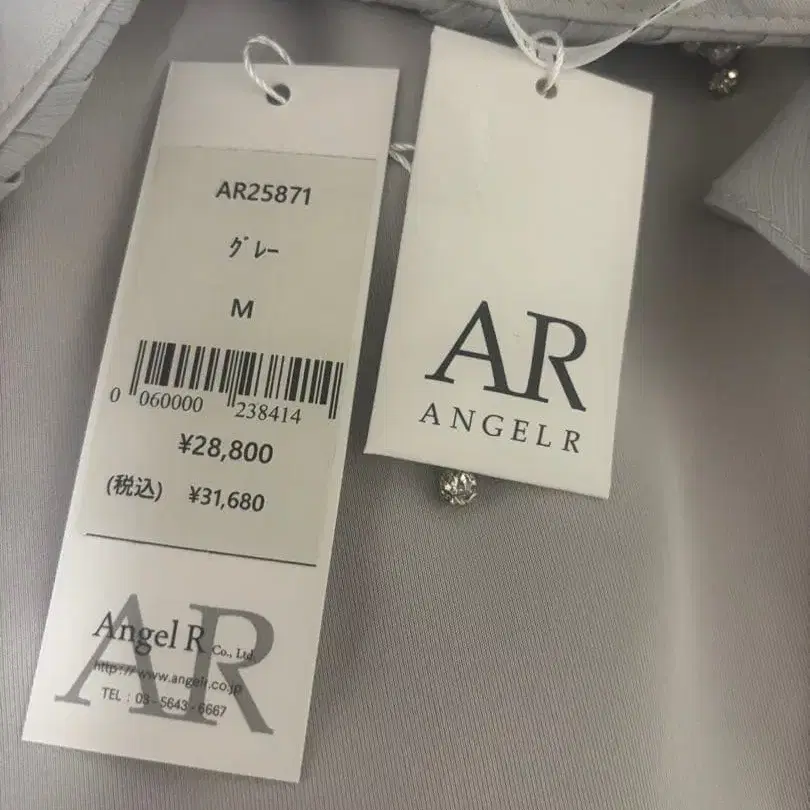 AR25871
グレー
M
0 060000 238414
¥28,800
(税込) ¥31,680
AR
Angel R Co., Ltd.
http://www.angelr.co.jp
TEL : 03-5643-6667
AR
ANGEL R